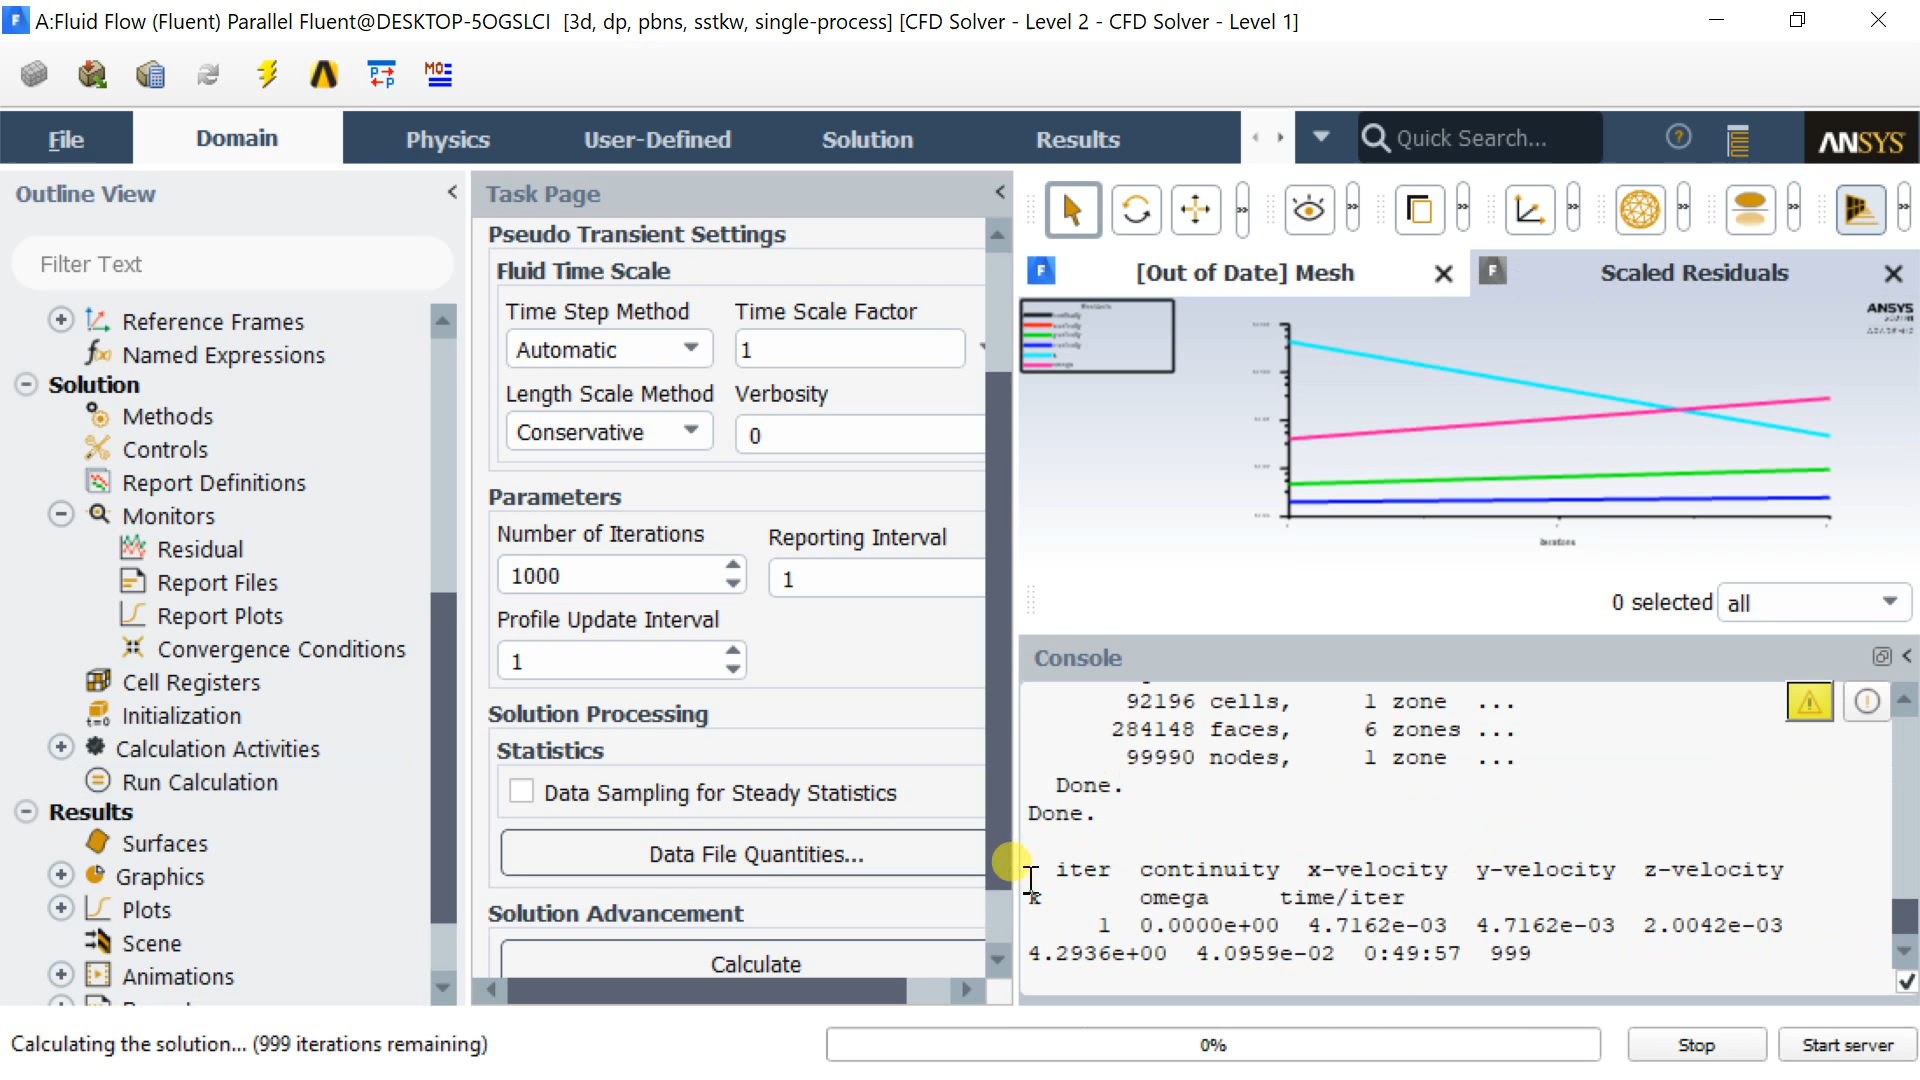 A:Fluid Flow (Fluent) Parallel Fluent@DESKTOP-5OGSLCI [3d, dp, pbns, sstkw, single-process] [CFD Solver - Level 2 - CFD Solver - Level 1]
File
Domain
Physics
User-Defined
Solution
Results
Quick Search...
ANSYS
Outline View
Filter Text
Reference Frames
Named Expressions
Solution
Methods
Controls
Report Definitions
Monitors
Residual
Report Files
Report Plots
Convergence Conditions
Cell Registers
Initialization
Calculation Activities
Run Calculation
Results
Surfaces
Graphics
Plots
Scene
Animations
Task Page
Pseudo Transient Settings
Fluid Time Scale
Time Step Method Time Scale Factor
Automatic 1
Length Scale Method Verbosity
Conservative 0
Parameters
Number of Iterations Reporting Interval
1000 1
Profile Update Interval
1
Solution Processing
Statistics
Data Sampling for Steady Statistics
Data File Quantities...
Solution Advancement
Calculate
[Out of Date] Mesh
Scaled Residuals
ANSYS
Iterations
0 selected all
Console
92196 cells, 1 zone ...
284148 faces, 6 zones ...
99990 nodes, 1 zone ...
Done.
Done.
iter continuity x-velocity y-velocity z-velocity
k omega time/iter
1 0.0000e+00 4.7162e-03 4.7162e-03 2.0042e-03
4.2936e+00 4.0959e-02 0:49:57 999
Calculating the solution... (999 iterations remaining)
0%
Stop
Start server